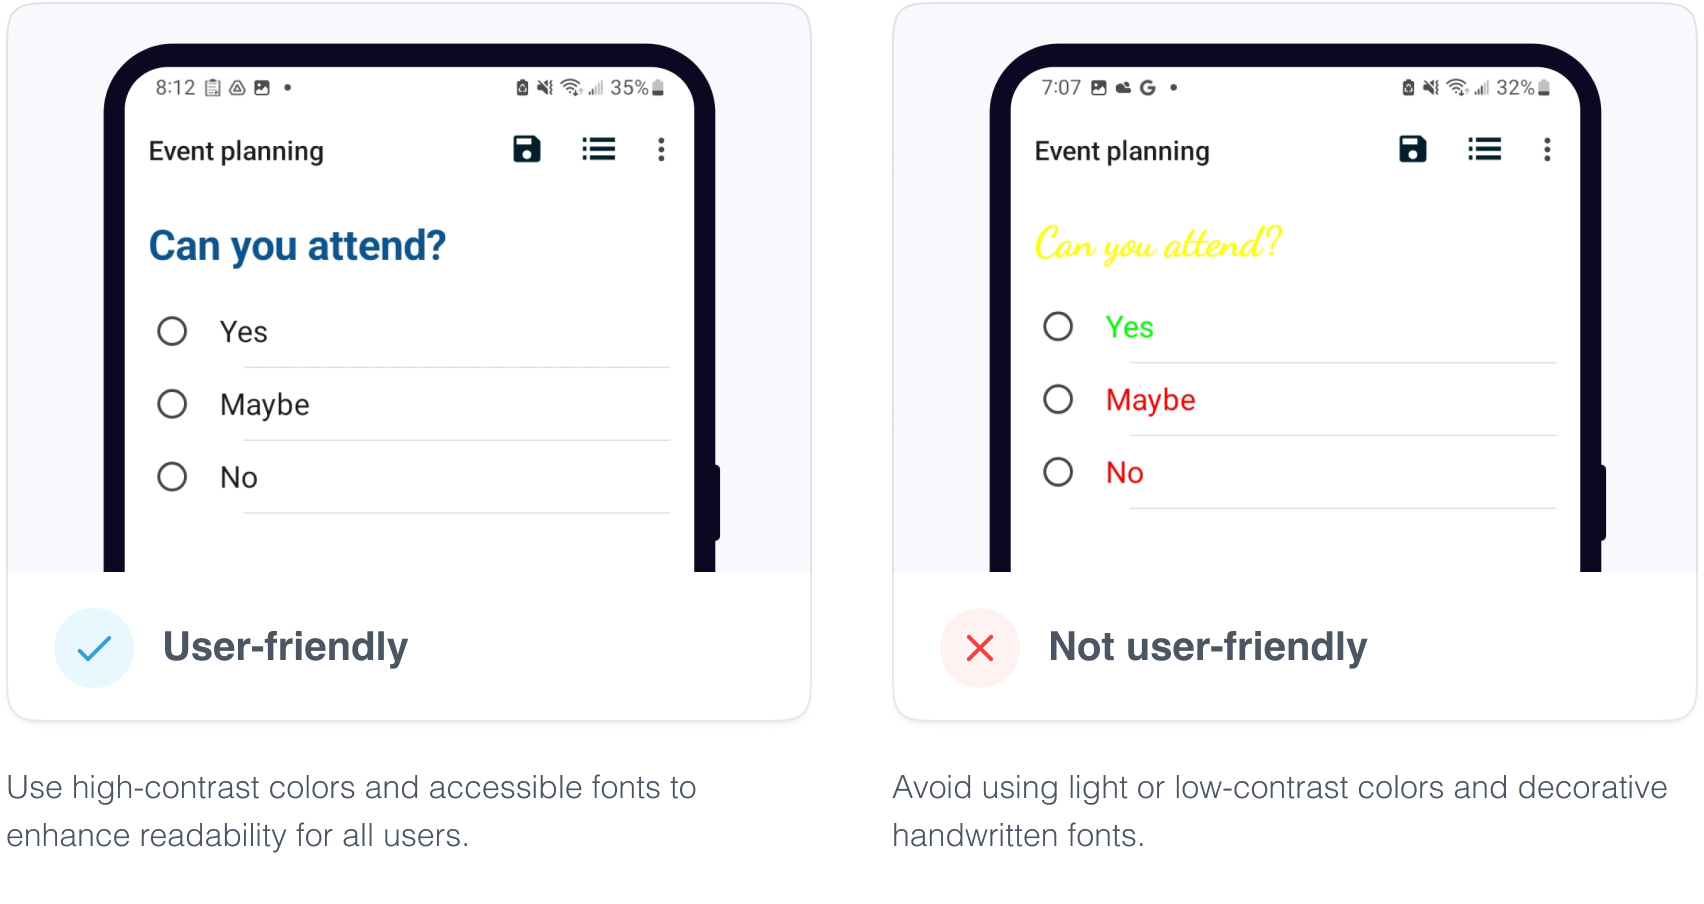 8:12
35%
Event planning
Can you attend?
Yes
Maybe
No
User-friendly
Use high-contrast colors and accessible fonts to
enhance readability for all users.
7:07
32%
Event planning
Can you attend?
Yes
Maybe
No
Not user-friendly
Avoid using light or low-contrast colors and decorative
handwritten fonts.